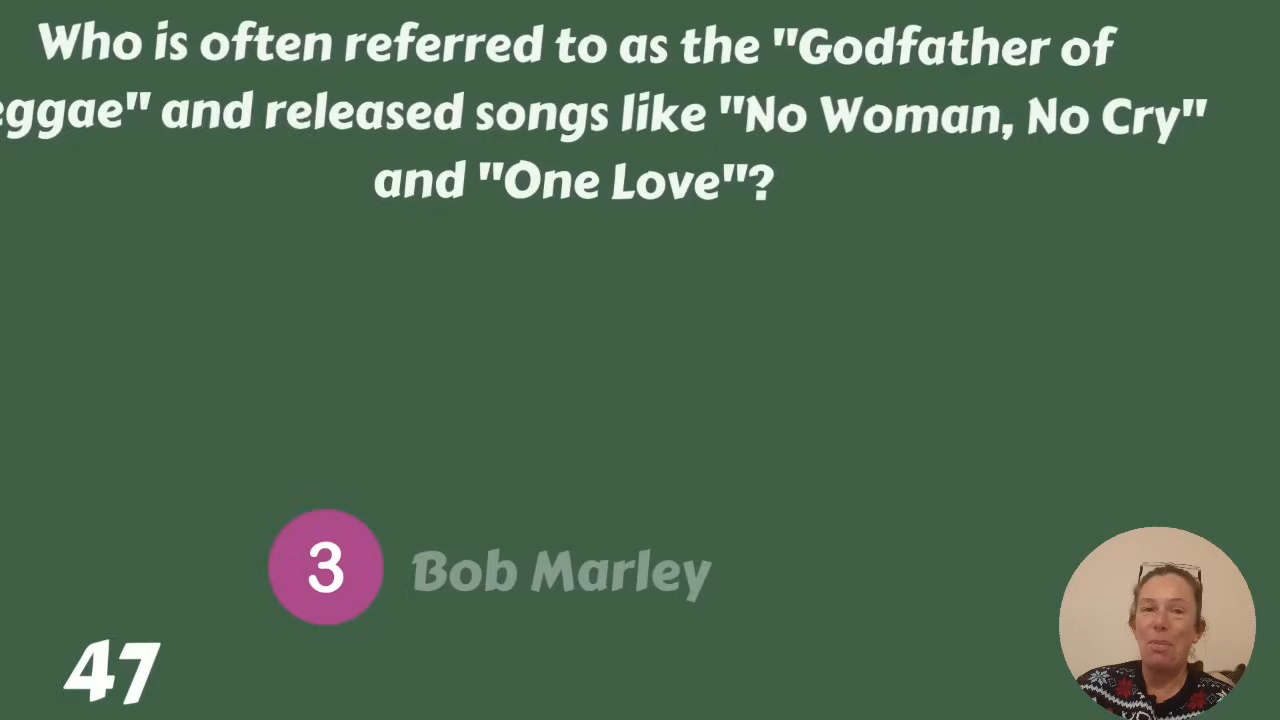 Who is often referred to as the "Godfather of
eggae" and released songs like "No Woman, No Cry"
and "One Love"?
3 Bob Marley
47